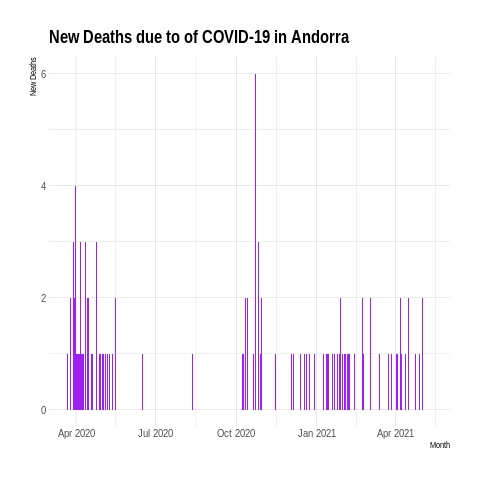 New Deaths due to of COVID-19 in Andorra
New Deaths
6
4
2
0
Apr 2020 Jul 2020 Oct 2020 Jan 2021 Apr 2021
Month